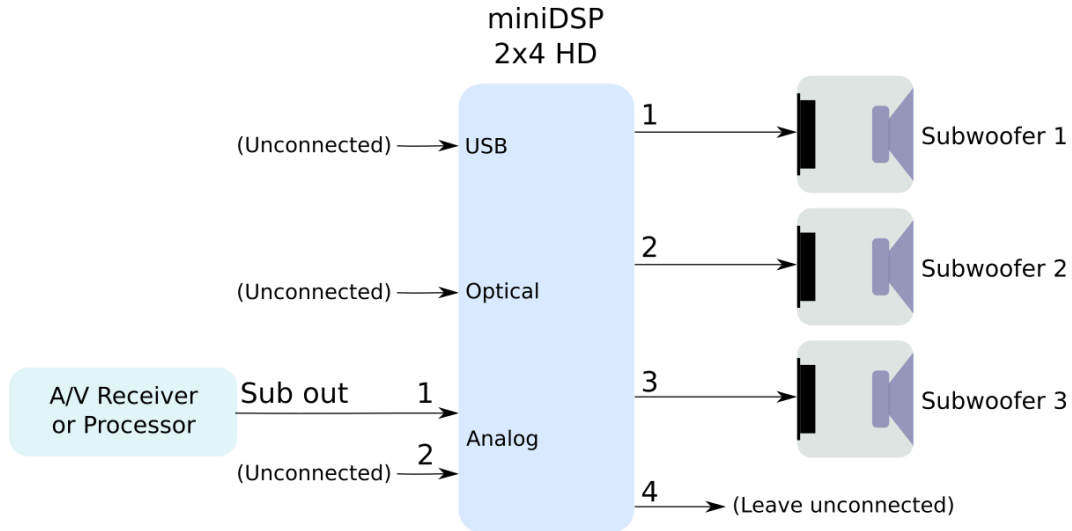 miniDSP
2x4 HD
(Unconnected)
USB
1
Subwoofer 1
(Unconnected)
Optical
2
Subwoofer 2
A/V Receiver
or Processor
Sub out
1
Analog
(Unconnected)
2
3
Subwoofer 3
4
(Leave unconnected)